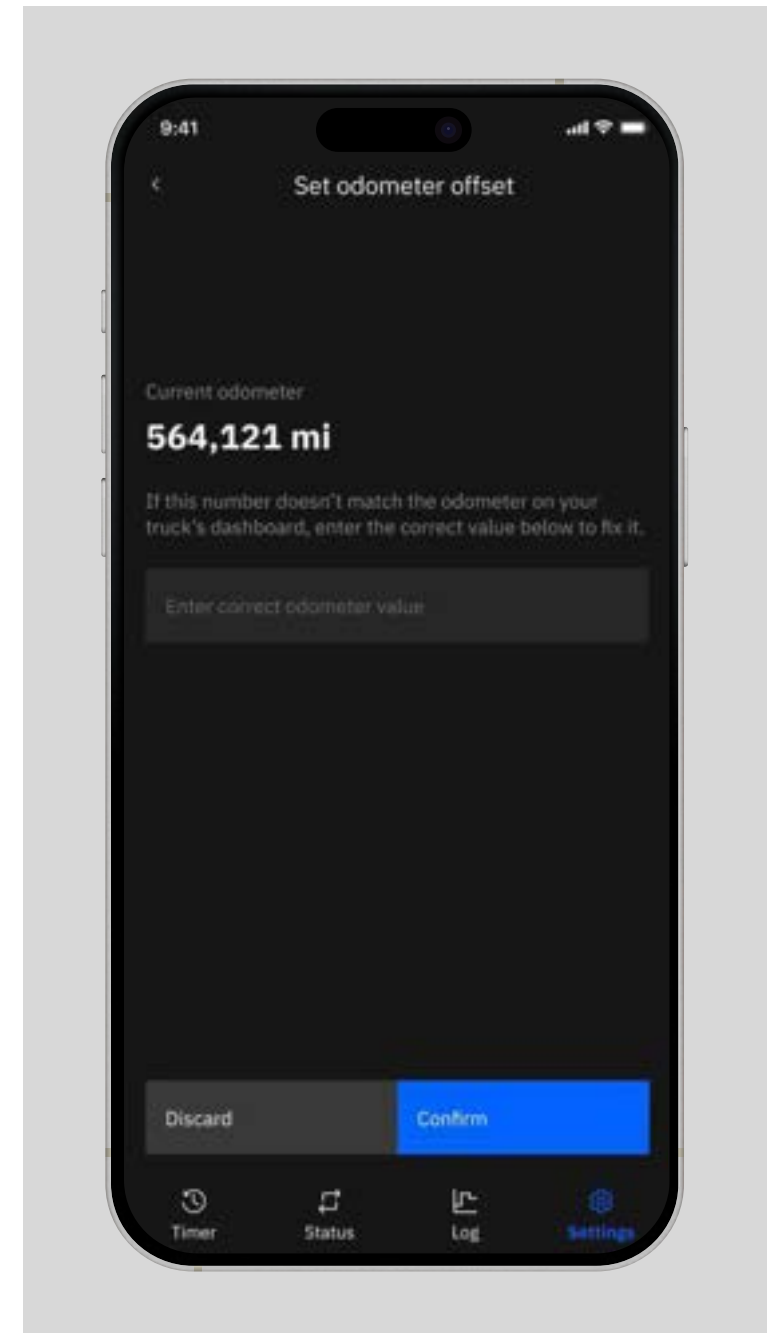 9:41
Set odometer offset
Current odometer
564,121 mi
If this number doesn't match the odometer on your
truck's dashboard, enter the correct value below to fix it.
Enter correct odometer value
Discard
Confirm
Timer
Status
Log
Settings